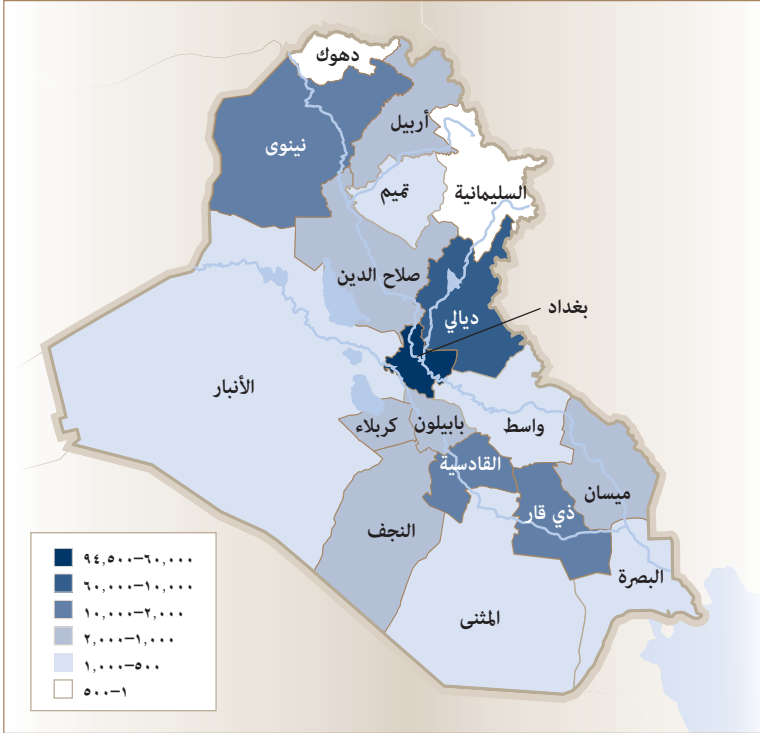 دهوك
أربيل
نينوى
السليمانية
تميم
صلاح الدين
بغداد
ديالي
الأنبار
واسط
بابيلون
كربلاء
القادسية
ميسان
ذي قار
النجف
البصرة
المثنى
٦٠,٠٠٠–٩٤,٥٠٠
١٠,٠٠٠–٦٠,٠٠٠
٢,٠٠٠–١٠,٠٠٠
١,٠٠٠–٢,٠٠٠
٥٠٠–١,٠٠٠
١–٥٠٠